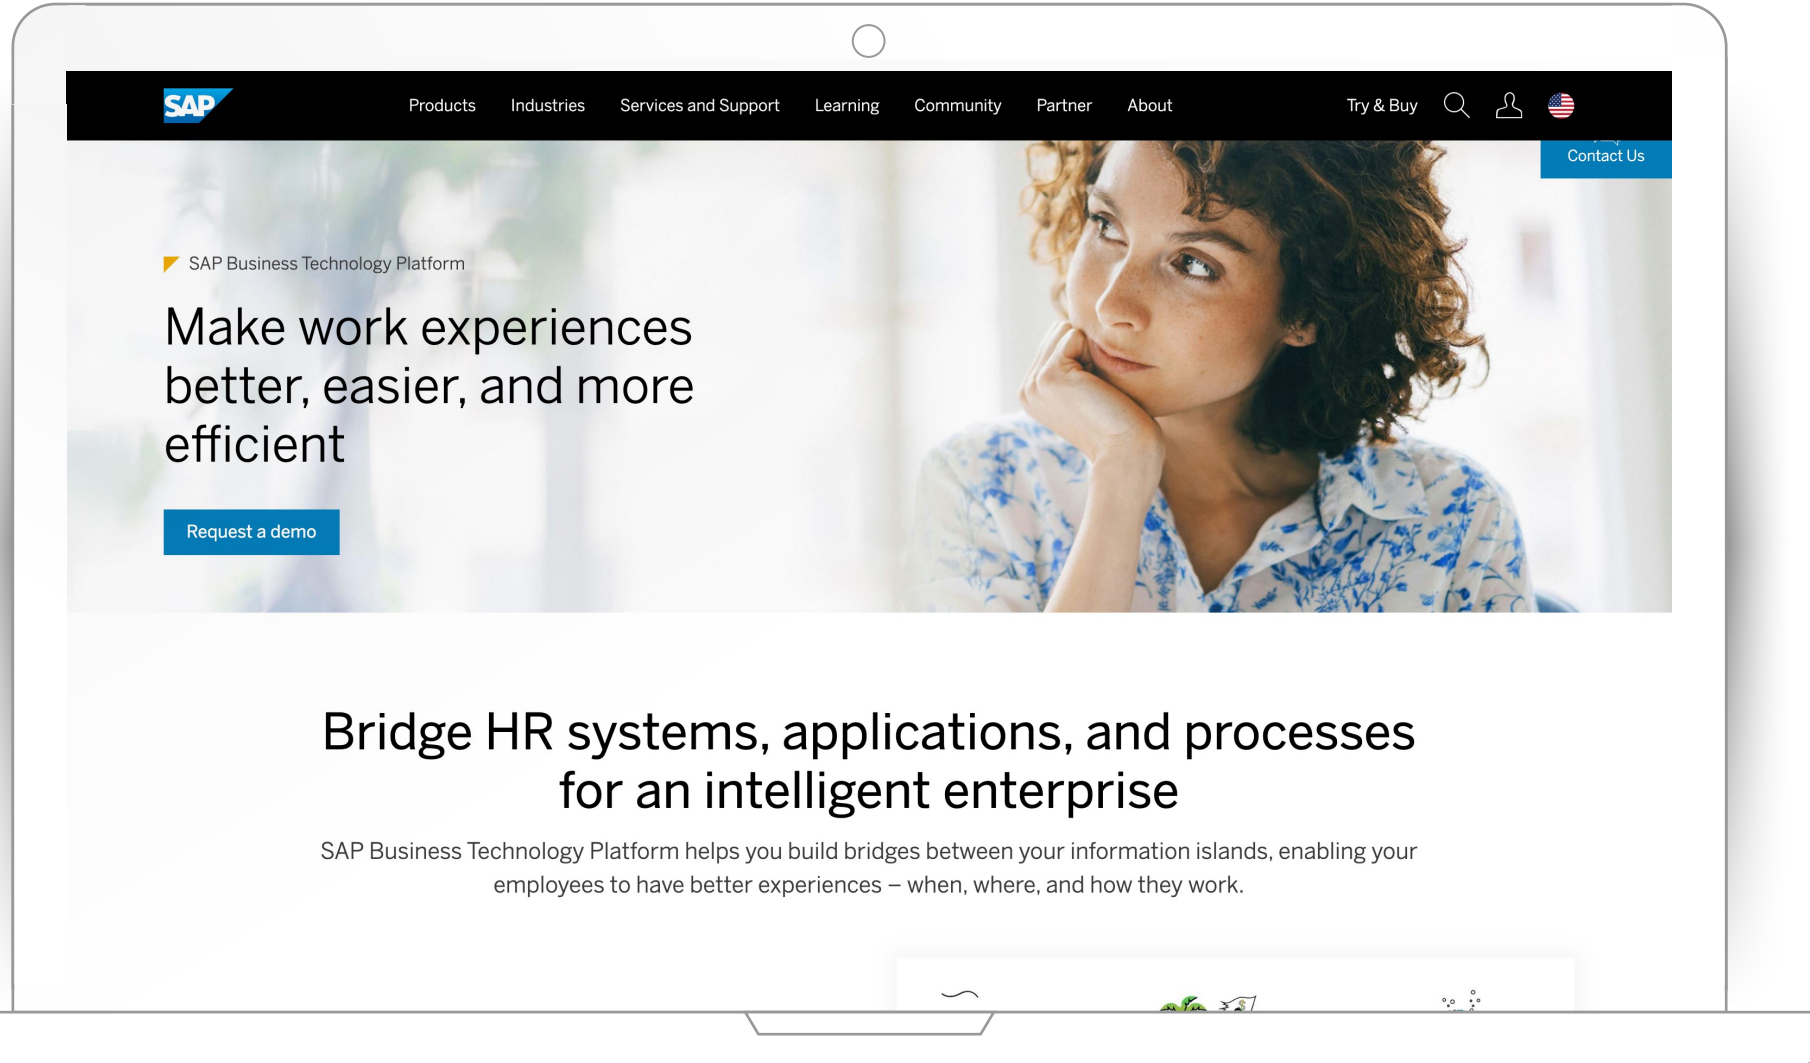 SAP
Products Industries Services and Support Learning Community Partner About Try & Buy
Contact Us
SAP Business Technology Platform
Make work experiences
better, easier, and more
efficient
Request a demo
Bridge HR systems, applications, and processes
for an intelligent enterprise
SAP Business Technology Platform helps you build bridges between your information islands, enabling your
employees to have better experiences – when, where, and how they work.
$